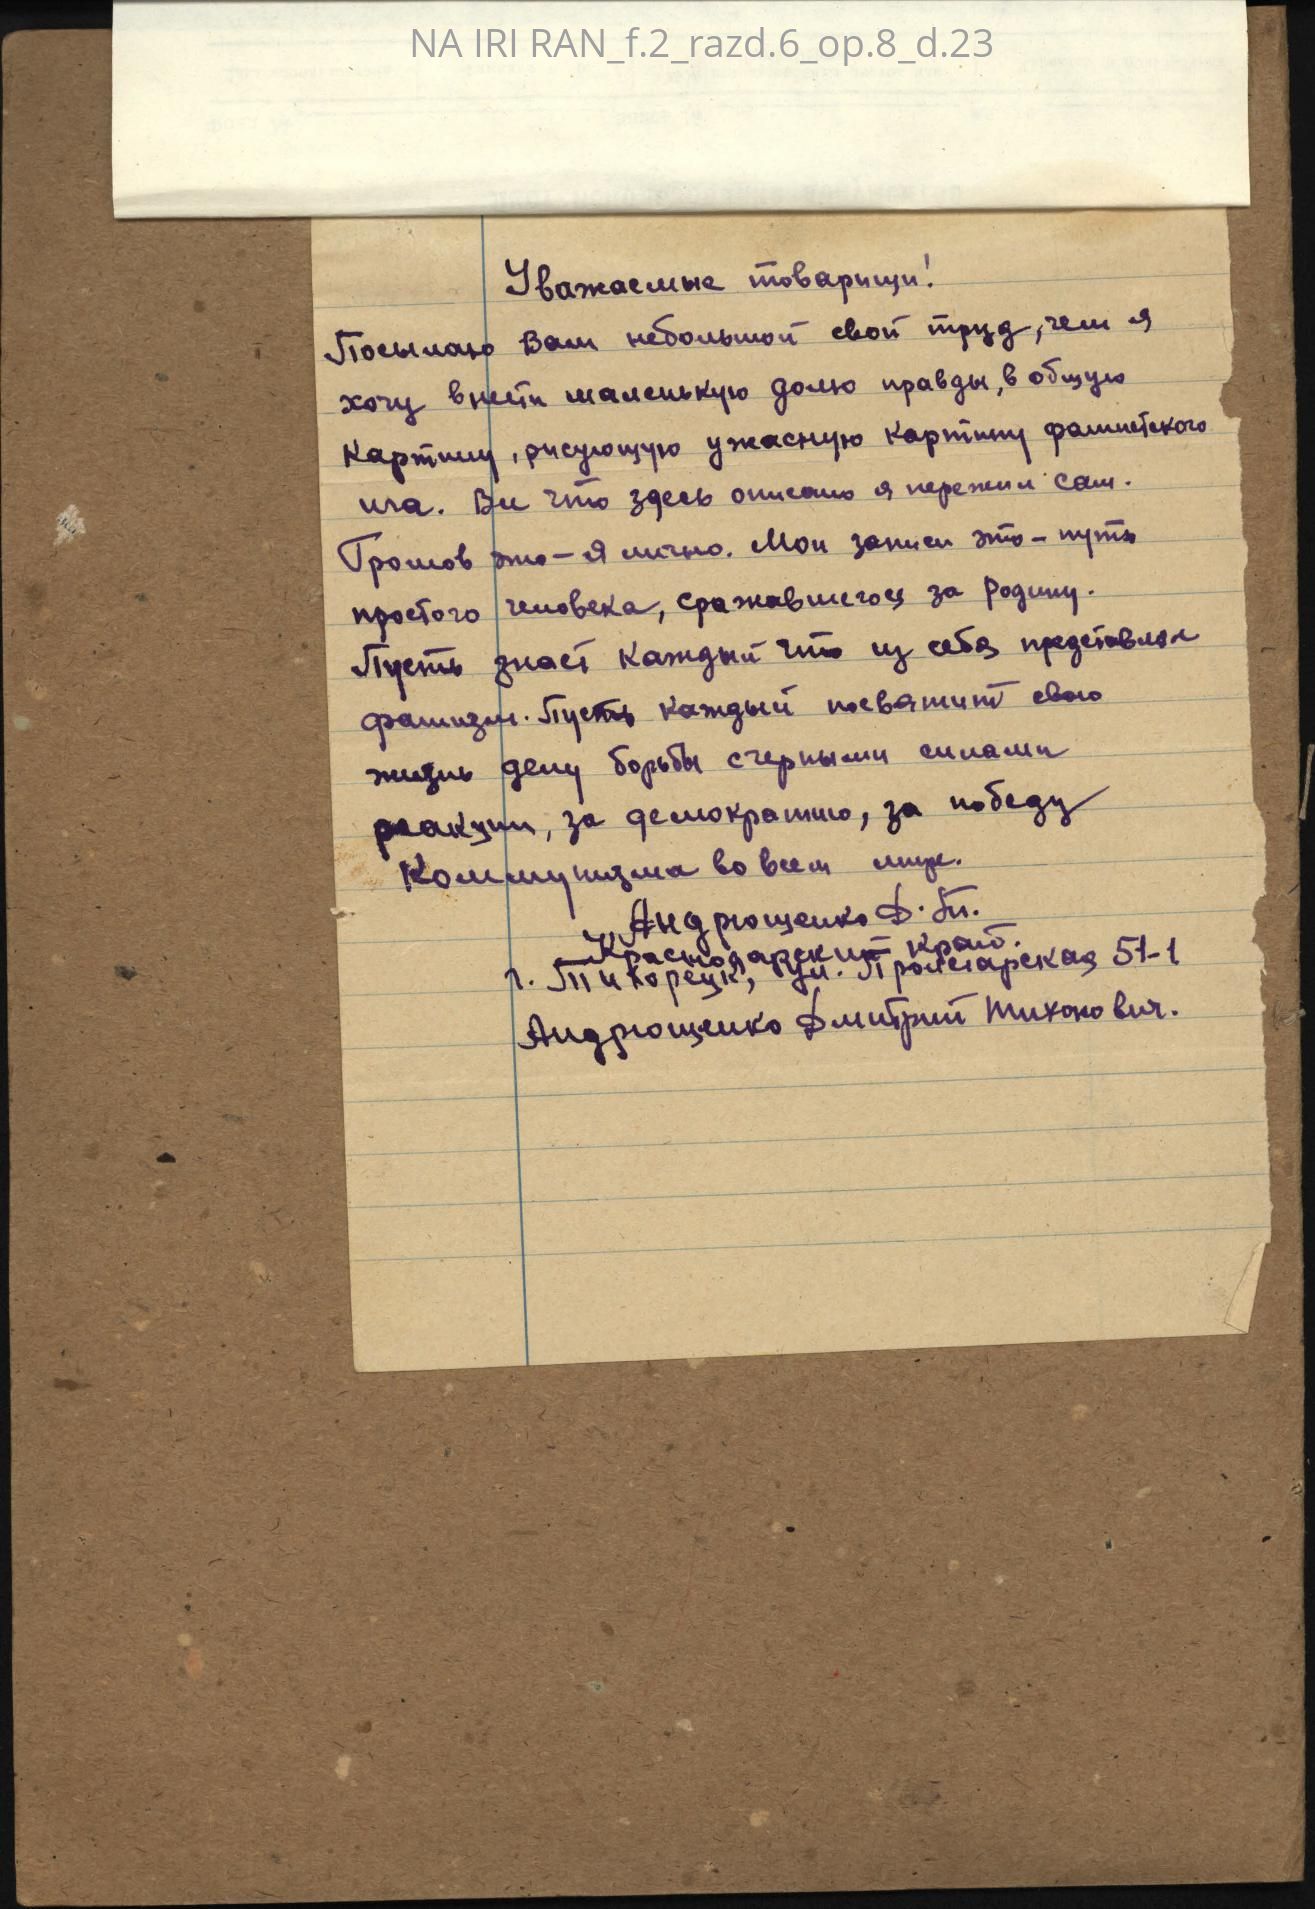 NA IRI RAN_f.2_razd.6_op.8_d.23
Уважаемые товарищи!
Посылаю Вам небольшой свой труд, чем я
хочу внести маленькую долю правды, в общую
картину, рисующую ужасную картину фашистского
ига. Все что здесь описано я пережил сам.
Громов это – я лично. Мои записи это – путь
простого человека, сражавшегося за Родину.
Пусть знает каждый что из себя представлял
фашизм. Пусть каждый посвятит свою
жизнь делу борьбы с черными силами
реакции, за демократию, за победу
Коммунизма во всем мире.
Андрющенко Д. Т.
Краснодарский край.
г. Тихорецк, ул. Пролетарская 51-1
Андрющенко Дмитрий Тихонович.